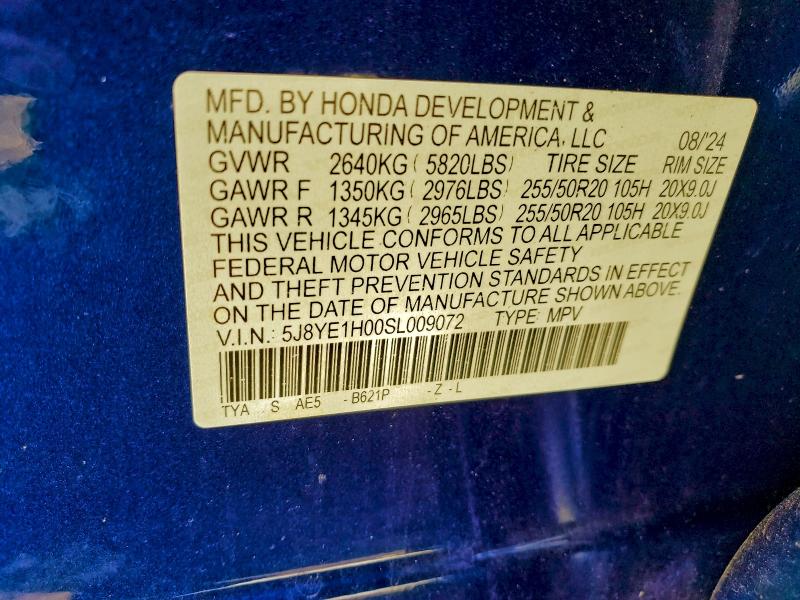 MFD. BY HONDA DEVELOPMENT &
MANUFACTURING OF AMERICA, LLC 08/'24
GVWR 2640KG ( 5820LBS) TIRE SIZE RIM SIZE
GAWR F 1350KG ( 2976LBS) 255/50R20 105H 20X9.0J
GAWR R 1345KG ( 2965LBS) 255/50R20 105H 20X9.0J
THIS VEHICLE CONFORMS TO ALL APPLICABLE
FEDERAL MOTOR VEHICLE SAFETY
AND THEFT PREVENTION STANDARDS IN EFFECT
ON THE DATE OF MANUFACTURE SHOWN ABOVE.
V.I.N.: 5J8YE1H00SL009072 TYPE: MPV
TYA S AE5 -B621P -Z-L